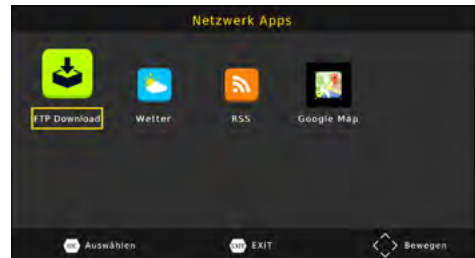 Netzwerk Apps
FTP Download Wetter RSS Google Map
OK Auswählen EXIT EXIT Bewegen